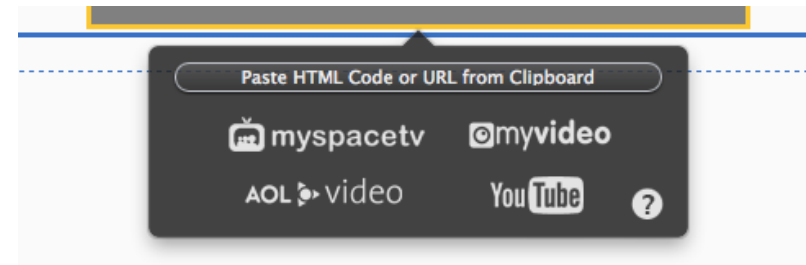 Paste HTML Code or URL from Clipboard
myspacetv myvideo
AOL video YouTube ?